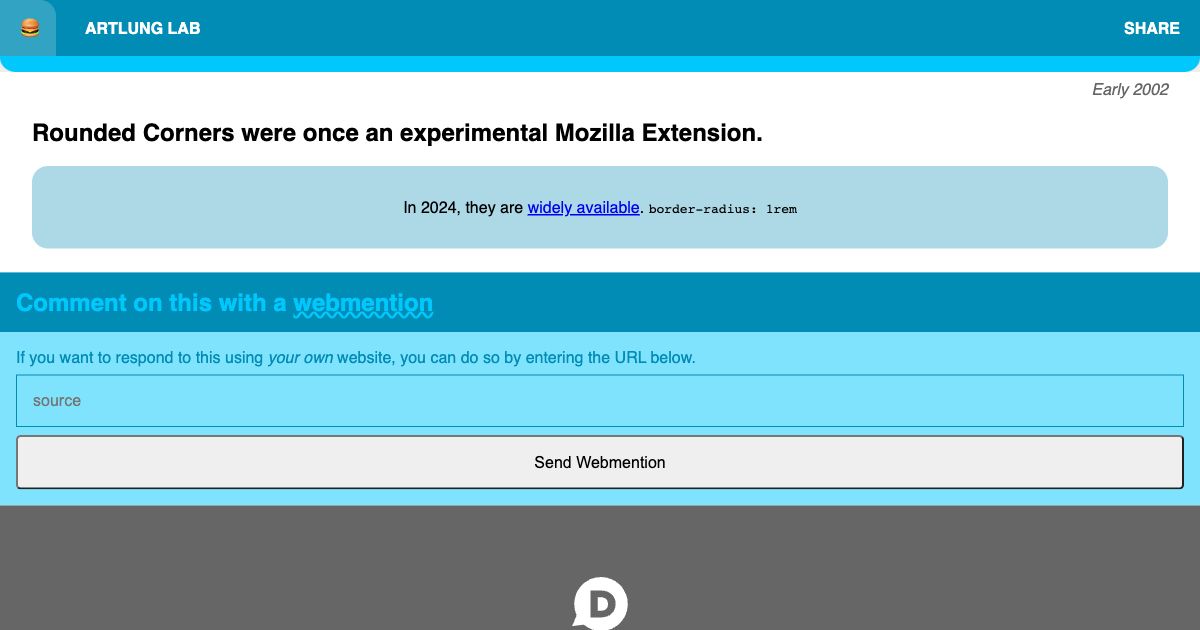 ARTLUNG LAB
SHARE
Early 2002
Rounded Corners were once an experimental Mozilla Extension.
In 2024, they are widely available. border-radius: 1rem
Comment on this with a webmention
If you want to respond to this using your own website, you can do so by entering the URL below.
source
Send Webmention
D